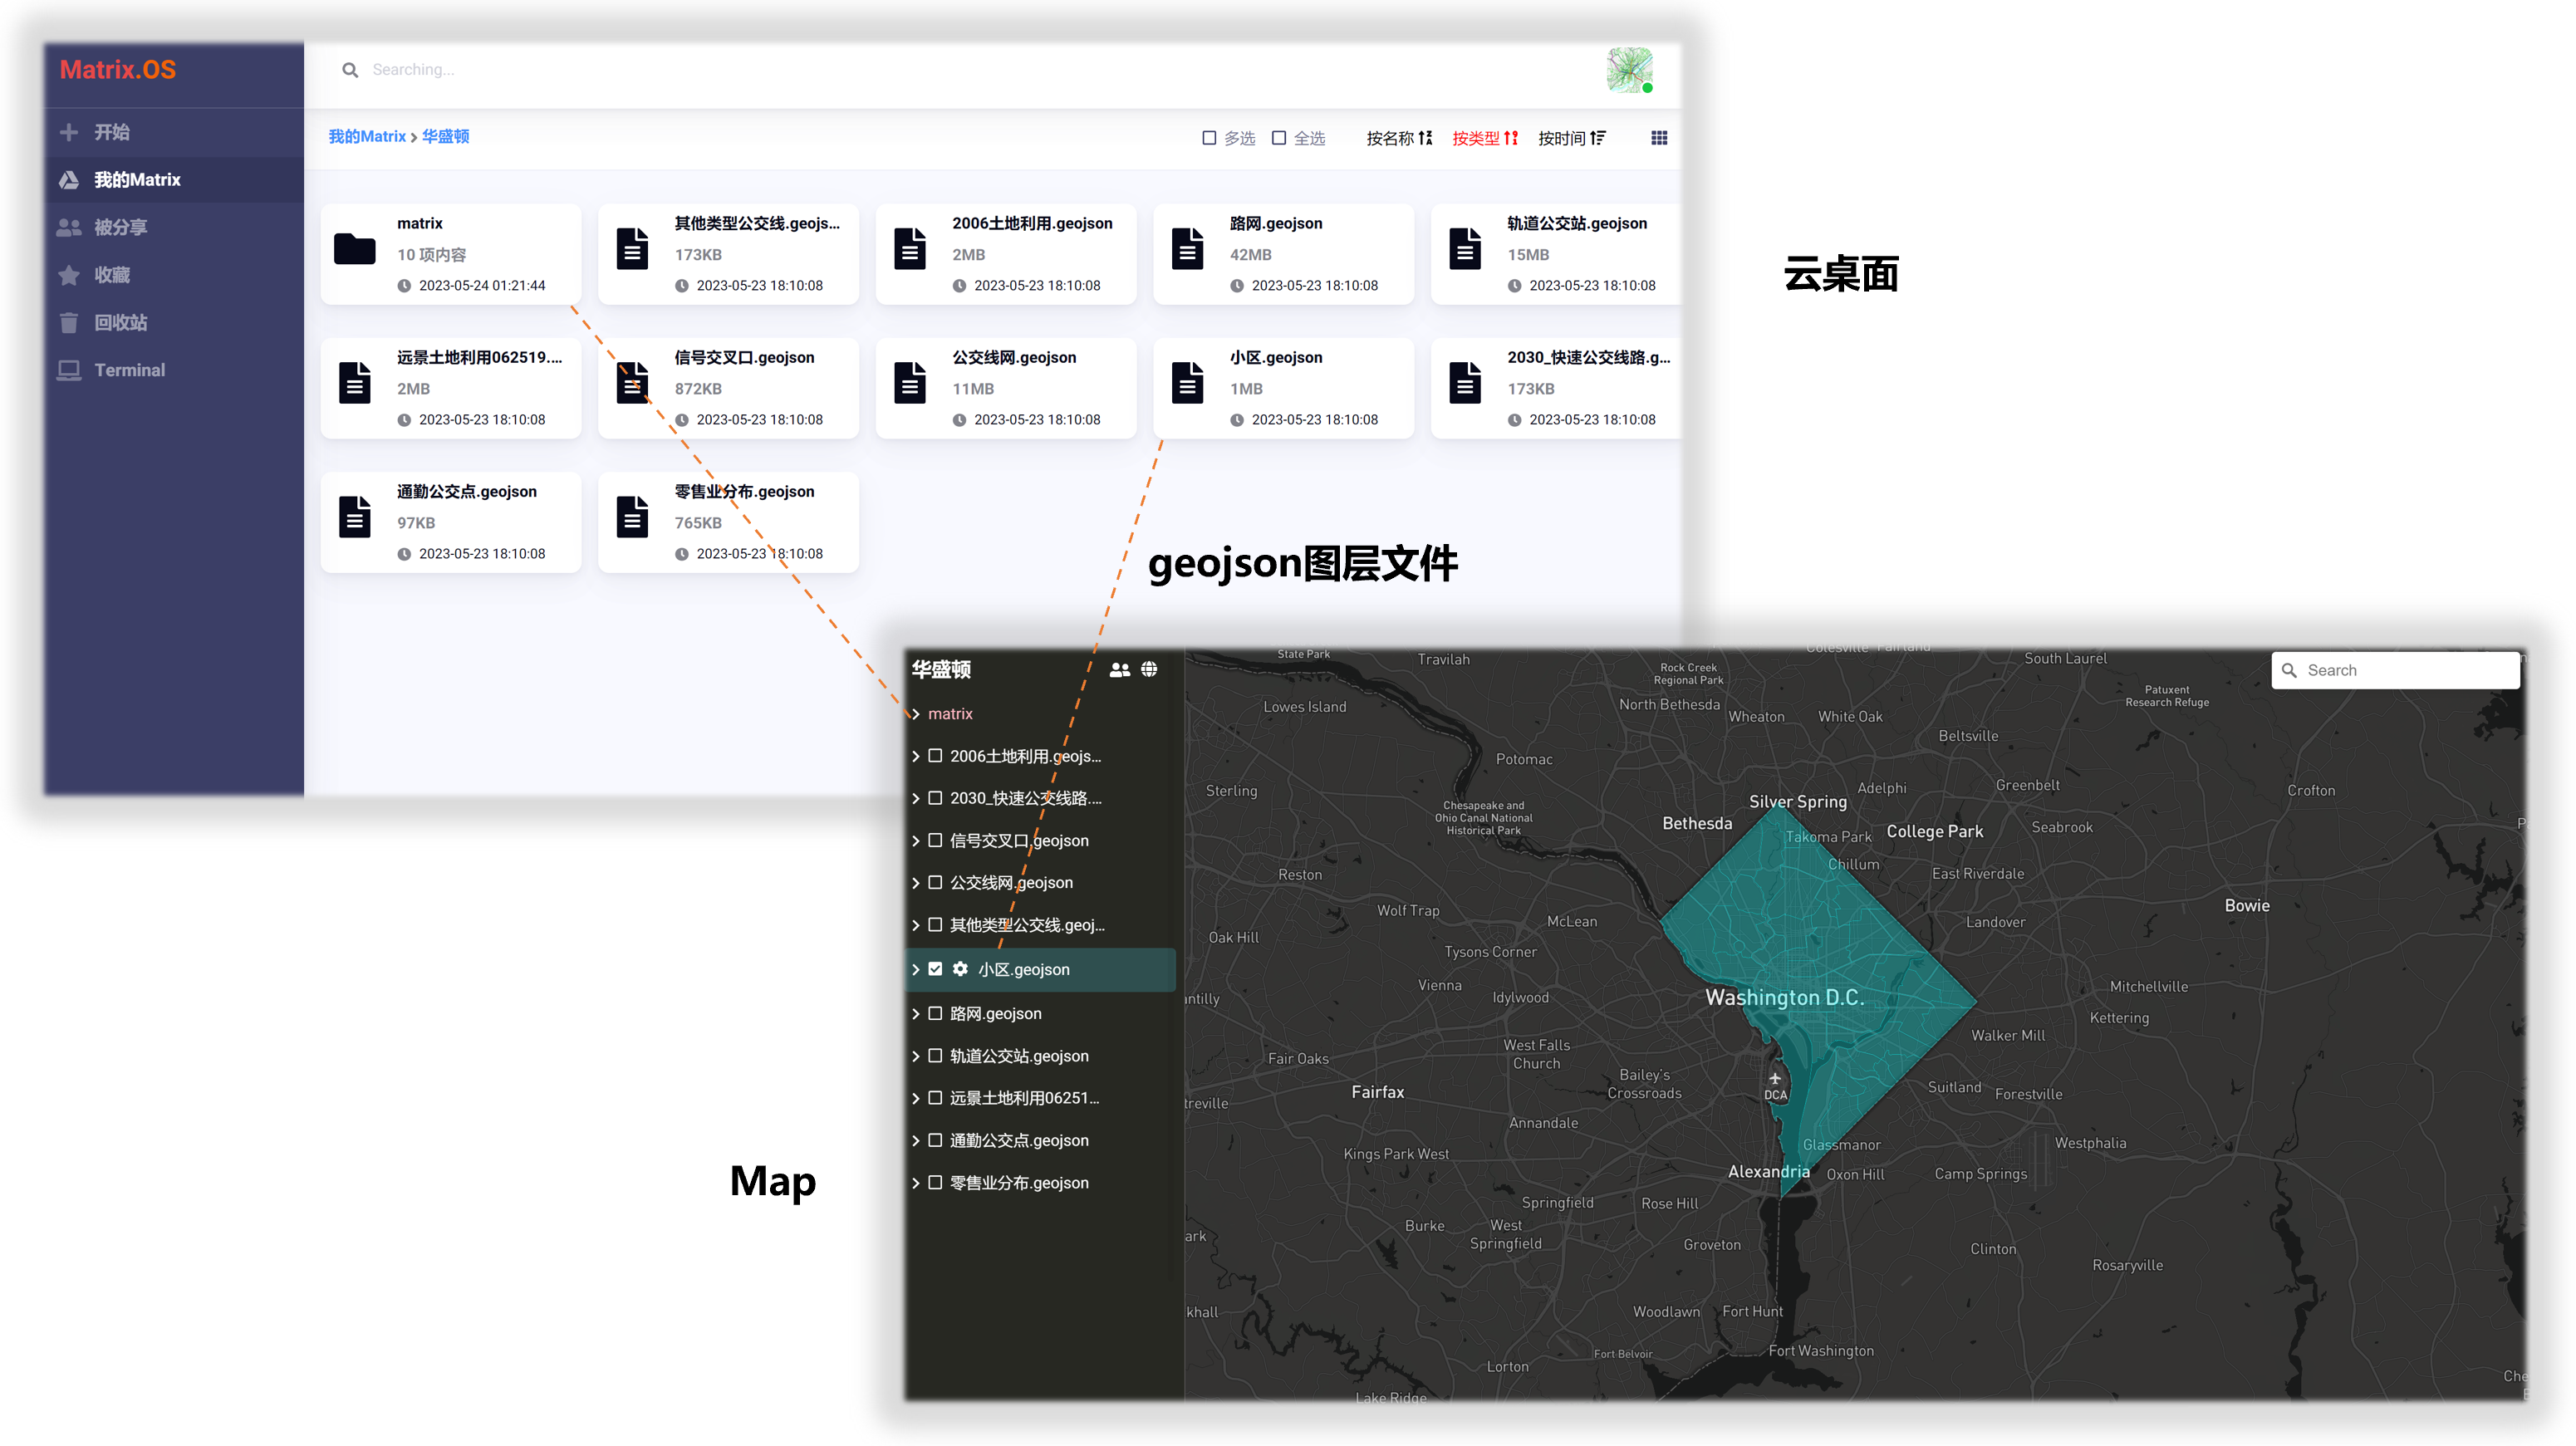 Matrix.OS
Searching...
开始
我的Matrix
被分享
收藏
回收站
Terminal
我的Matrix > 华盛顿
多选 全选 按名称 按类型 按时间
matrix
10 项内容
2023-05-24 01:21:44
其他类型公交线.geojs...
173KB
2023-05-23 18:10:08
2006土地利用.geojson
2MB
2023-05-23 18:10:08
路网.geojson
42MB
2023-05-23 18:10:08
轨道公交站.geojson
15MB
2023-05-23 18:10:08
远景土地利用062519....
2MB
2023-05-23 18:10:08
信号交叉口.geojson
872KB
2023-05-23 18:10:08
公交线网.geojson
11MB
2023-05-23 18:10:08
小区.geojson
1MB
2023-05-23 18:10:08
2030_快速公交线路.g...
173KB
2023-05-23 18:10:08
通勤公交点.geojson
97KB
2023-05-23 18:10:08
零售业分布.geojson
765KB
2023-05-23 18:10:08
云桌面
geojson图层文件
Map
华盛顿
matrix
2006土地利用.geojs...
2030_快速公交线路....
信号交叉口.geojson
公交线网.geojson
其他类型公交线.geoj...
小区.geojson
路网.geojson
轨道公交站.geojson
远景土地利用06251...
通勤公交点.geojson
零售业分布.geojson
Search
State Park
Travilah
Rock Creek
Regional Park
South Laurel
Patuxent
Research Refuge
Lowes Island
North Bethesda
Wheaton
White Oak
Beltsville
Potomac
Sterling
Chesapeake and
Ohio Canal National
Historical Park
Silver Spring
Adelphi
Greenbelt
Crofton
Bethesda
Takoma Park
College Park
Seabrook
Chillum
Reston
East Riverdale
Wolf Trap
McLean
Landover
Bowie
Oak Hill
Tysons Corner
Vienna
Idylwood
Washington D.C.
Mitchellville
ntilly
Kettering
Walker Mill
West Falls
Church
Fair Oaks
Bailey's
Crossroads
DCA
Suitland
Forestville
Fairfax
treville
Annandale
Glassmanor
Westphalia
Kings Park West
Alexandria
Oxon Hill
Camp Springs
Springfield
Rose Hill
Burke
West
Springfield
ark
Groveton
Clinton
Rosaryville
khall
Woodlawn
Fort Hunt
Fort Belvoir
Fort Washington
Lorton
Che
Lake Ridge